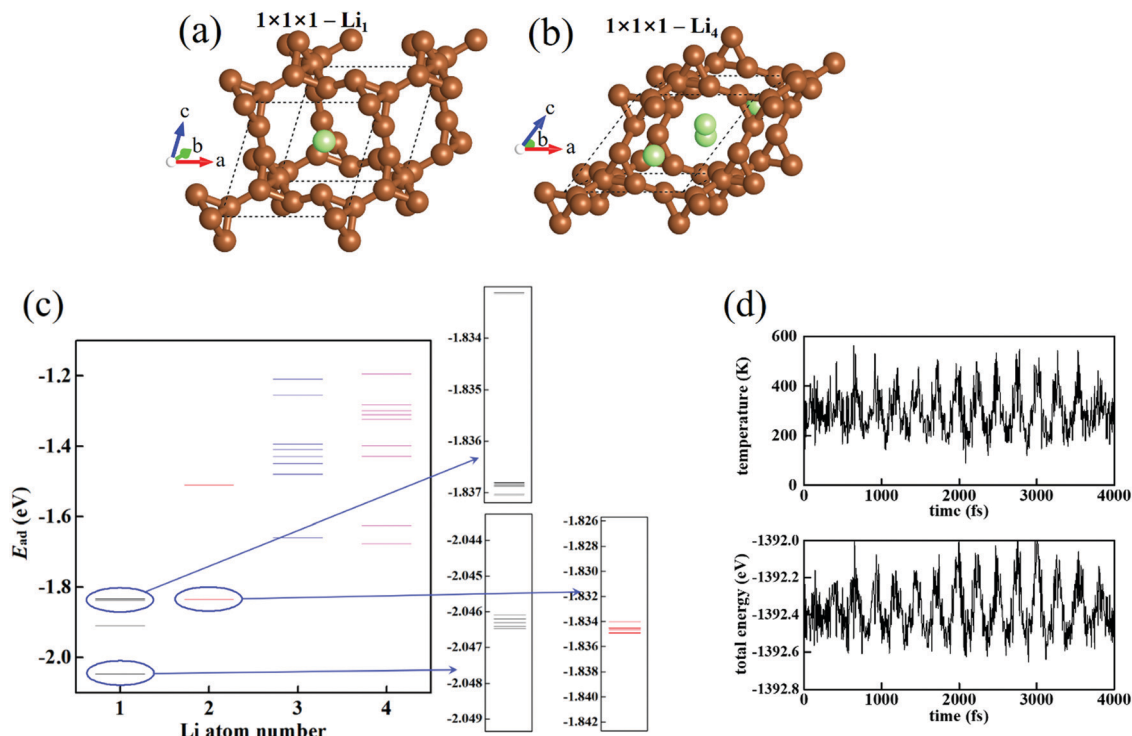 (a)
1×1×1 – Li₁
c
b
a
(b)
1×1×1 – Li₄
c
b
a
(c)
E_ad (eV)
-1.2
-1.4
-1.6
-1.8
-2.0
1
2
3
4
Li atom number
-1.834
-1.835
-1.836
-1.837
-2.044
-2.045
-2.046
-2.047
-2.048
-2.049
-1.826
-1.828
-1.830
-1.832
-1.834
-1.836
-1.838
-1.840
-1.842
(d)
temperature (K)
600
400
200
0
0
1000
2000
3000
4000
time (fs)
total energy (eV)
-1392.0
-1392.2
-1392.4
-1392.6
-1392.8
0
1000
2000
3000
4000
time (fs)